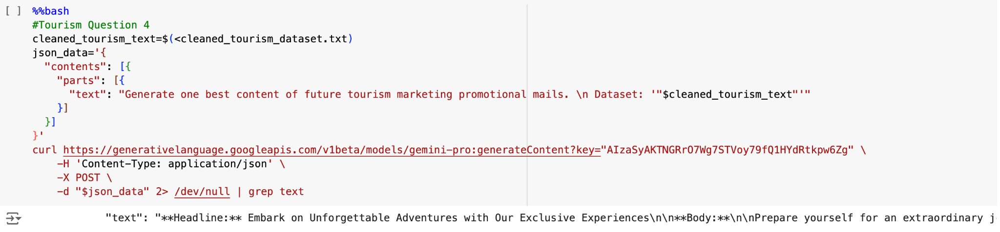 [ ] %%bash
#Tourism Question 4
cleaned_tourism_text=$(<cleaned_tourism_dataset.txt)
json_data='{
  "contents": [{
    "parts": [{
      "text": "Generate one best content of future tourism marketing promotional mails. \n Dataset: '"$cleaned_tourism_text"'"
    }]
  }]
}'
curl https://generativelanguage.googleapis.com/v1beta/models/gemini-pro:generateContent?key="AIzaSyAKTNGRrO7Wg7STVoy79fQ1HYdRtkpw6Zg" \
    -H 'Content-Type: application/json' \
    -X POST \
    -d "$json_data" 2> /dev/null | grep text
"text": "**Headline:** Embark on Unforgettable Adventures with Our Exclusive Experiences\n\n**Body:**\n\nPrepare yourself for an extraordinary j